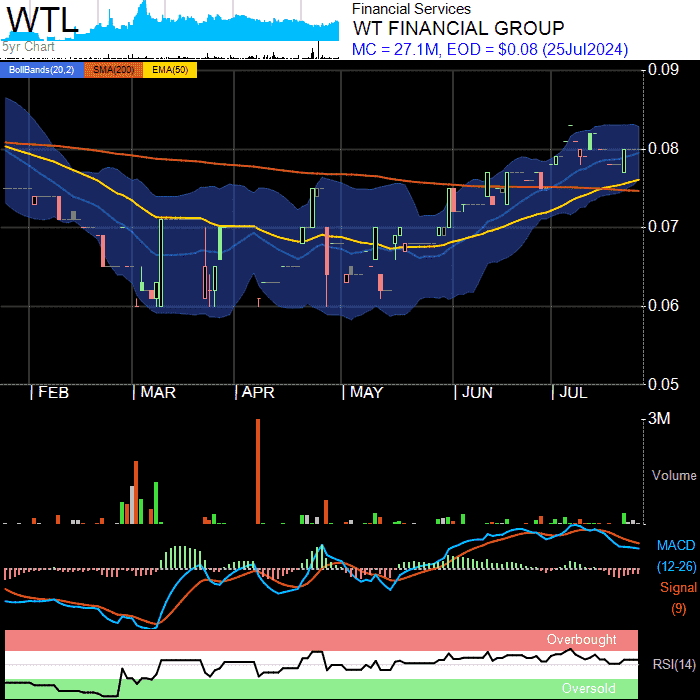 WTL
5yr Chart
Financial Services
WT FINANCIAL GROUP
MC = 27.1M, EOD = $0.08 (25Jul2024)
BollBands(20,2) SMA(200) EMA(50)
0.09
0.08
0.07
0.06
0.05
FEB MAR APR MAY JUN JUL
3M
Volume
MACD
(12-26)
Signal
(9)
Overbought
RSI(14)
Oversold